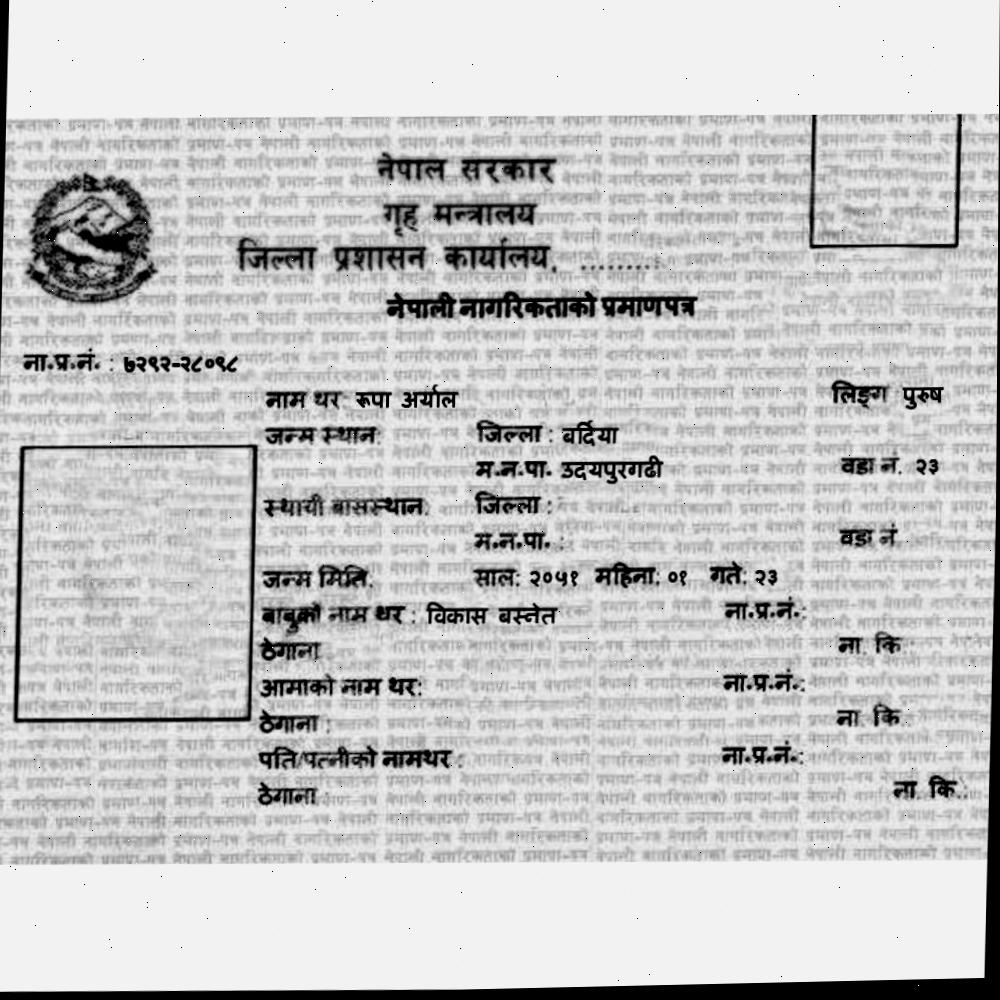 नेपाल सरकार
गृह मन्त्रालय
जिल्ला प्रशासन कार्यालय, .........
नेपाली नागरिकताको प्रमाणपत्र
ना.प्र.नं. : ७२९२-२८०९८
नाम थर: रूपा अर्याल लिङ्ग पुरुष
जन्म स्थान: जिल्ला : बर्दिया
म.न.पा. उदयपुरगढी वडा नं. २३
स्थायी बासस्थान: जिल्ला :
म.न.पा. : वडा नं.
जन्म मिति: साल: २०५१ महिना: ०१ गते: २३
बाबुको नाम थर : विकास बस्नेत ना.प्र.नं.:
ठेगाना ना. कि.:
आमाको नाम थर: ना.प्र.नं.:
ठेगाना : ना. कि.
पति/पत्नीको नामथर : ना.प्र.नं.:
ठेगाना ना. कि.: